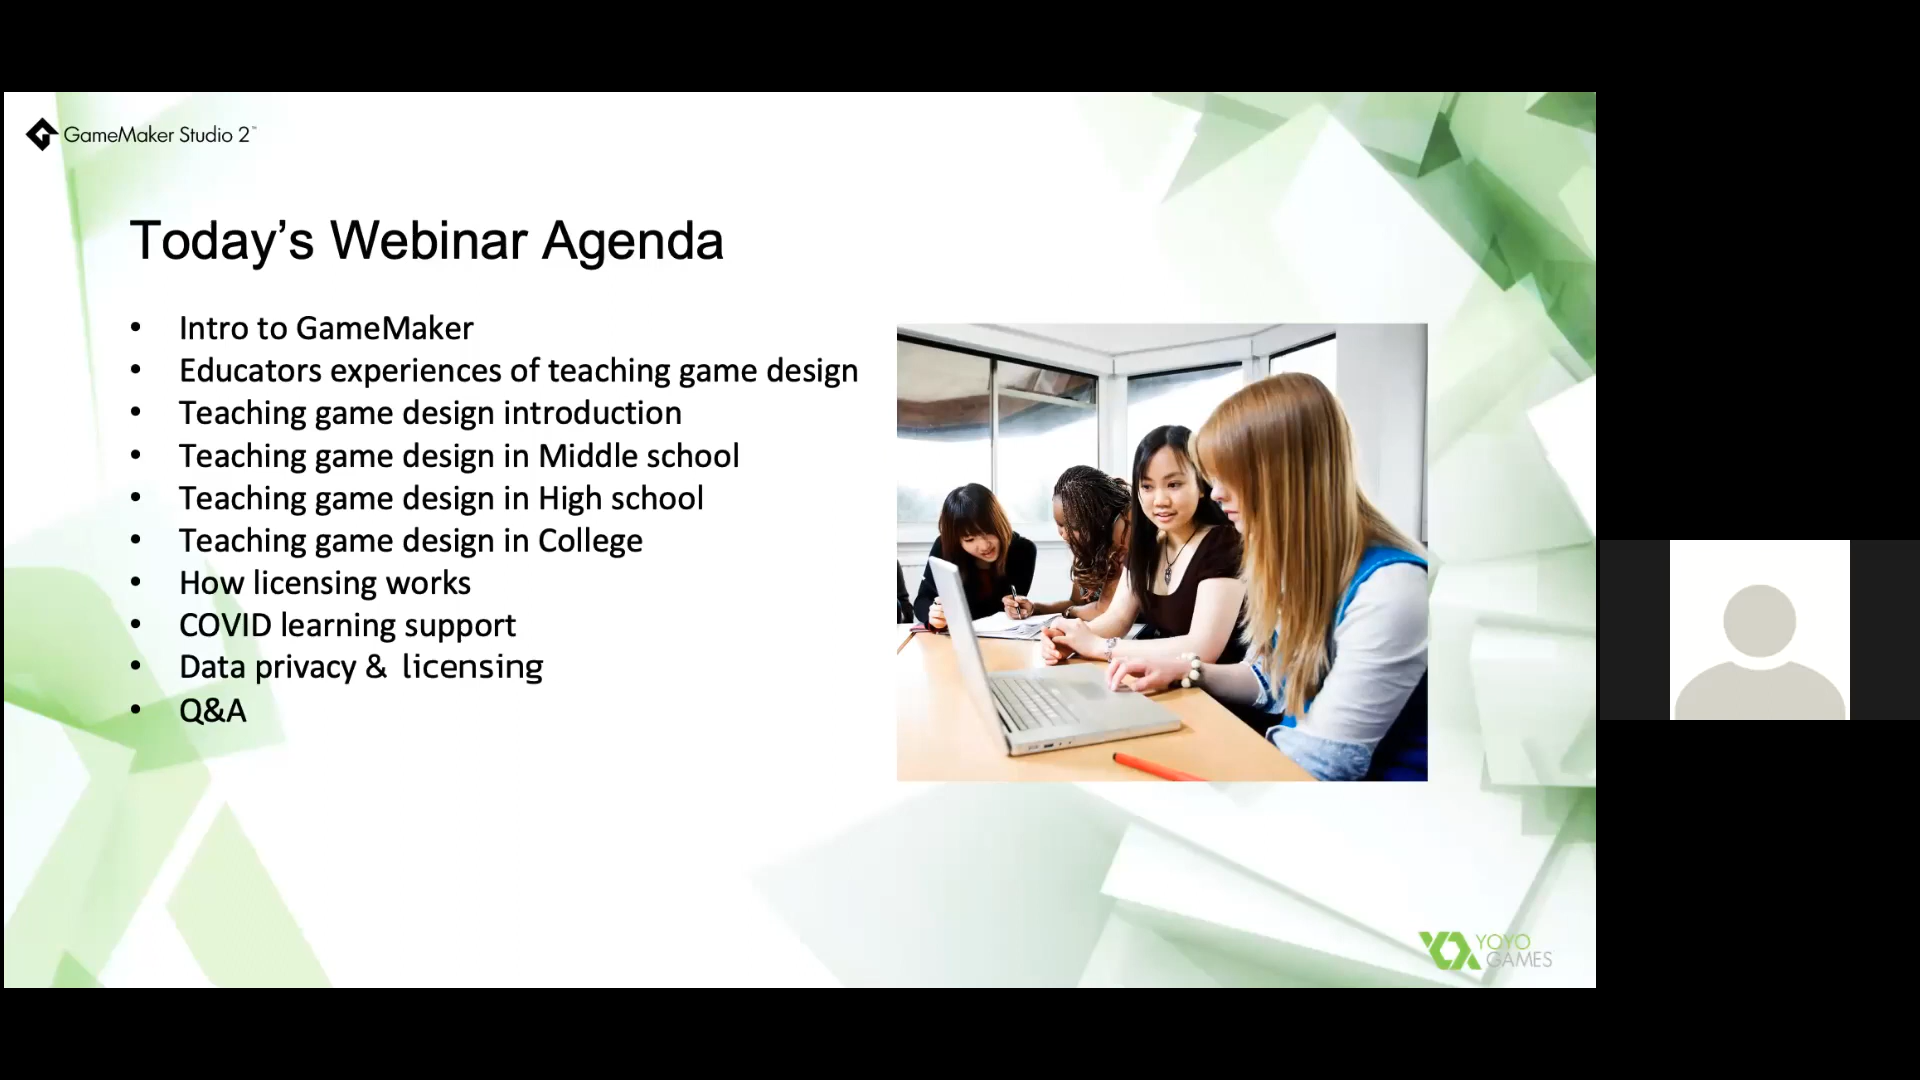 GameMaker Studio 2™
Today’s Webinar Agenda
• Intro to GameMaker
• Educators experiences of teaching game design
• Teaching game design introduction
• Teaching game design in Middle school
• Teaching game design in High school
• Teaching game design in College
• How licensing works
• COVID learning support
• Data privacy & licensing
• Q&A
YOYO
GAMES